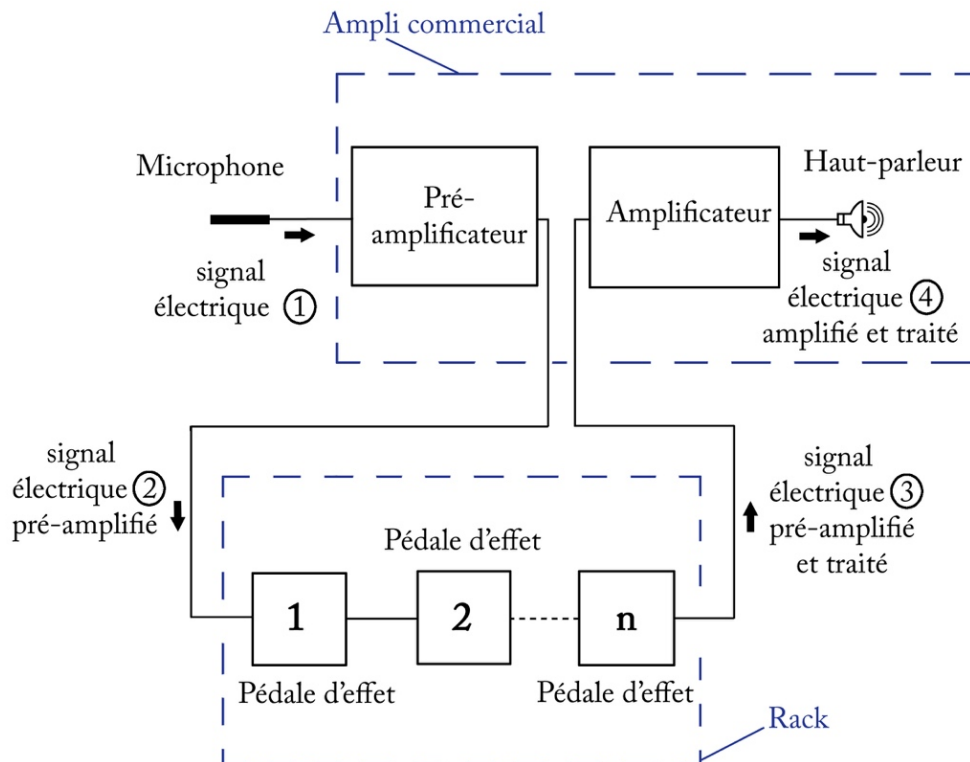 Ampli commercial
Microphone
Pré-
amplificateur
Amplificateur
Haut-parleur
signal
électrique 1
signal
électrique 4
amplifié et traité
signal
électrique 2
pré-amplifié
signal
électrique 3
pré-amplifié
et traité
Pédale d'effet
1
2
n
Pédale d'effet
Pédale d'effet
Rack